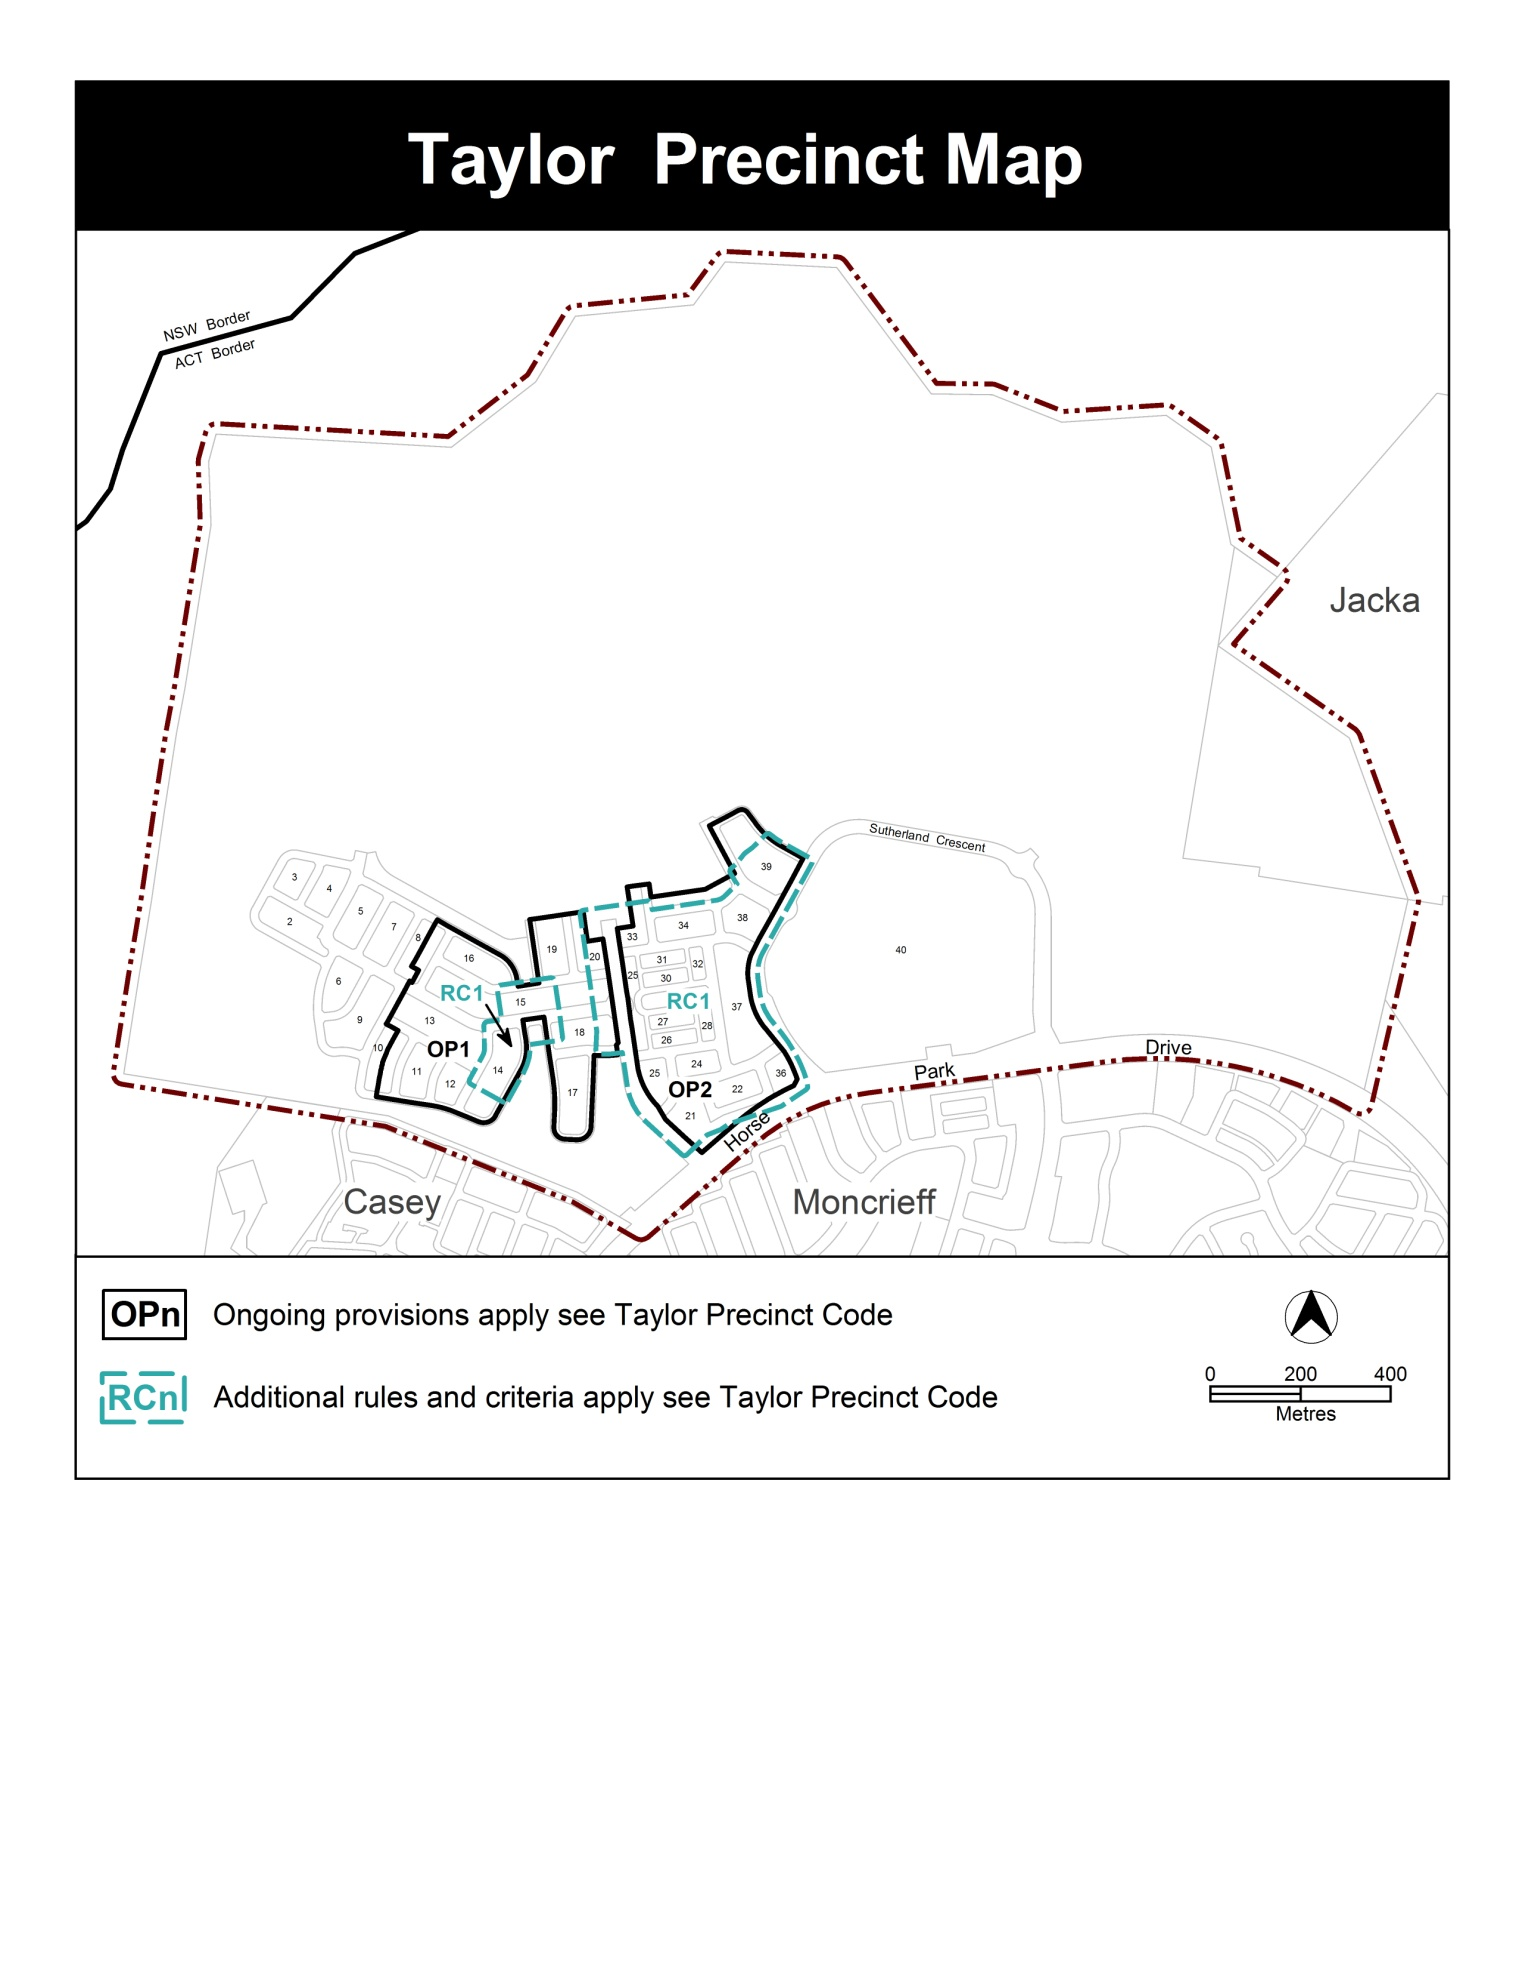 Taylor Precinct Map
NSW Border
ACT Border
Jacka
Sutherland Crescent
39
3
4
2
5
7
8
38
34
33
19
20
16
31
32
40
6
25
30
RC1
15
RC1
37
9
13
27
28
18
26
10
OP1
Drive
24
11
14
25
36
Park
12
OP2
22
17
21
Horse
Casey
Moncrieff
OPn Ongoing provisions apply see Taylor Precinct Code
RCn Additional rules and criteria apply see Taylor Precinct Code
0 200 400
Metres